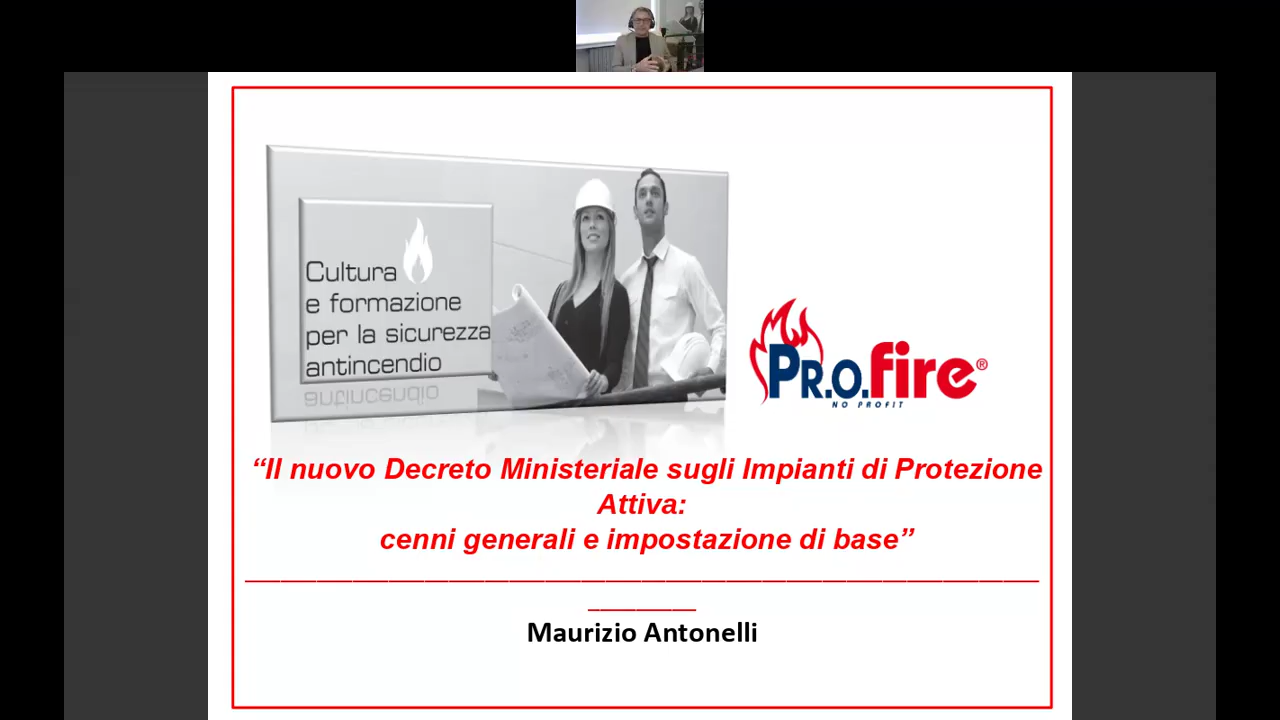 Cultura
e formazione
per la sicurezza
antincendio
antincendio
PR.O.fire®
NO PROFIT
“Il nuovo Decreto Ministeriale sugli Impianti di Protezione
Attiva:
cenni generali e impostazione di base”
Maurizio Antonelli